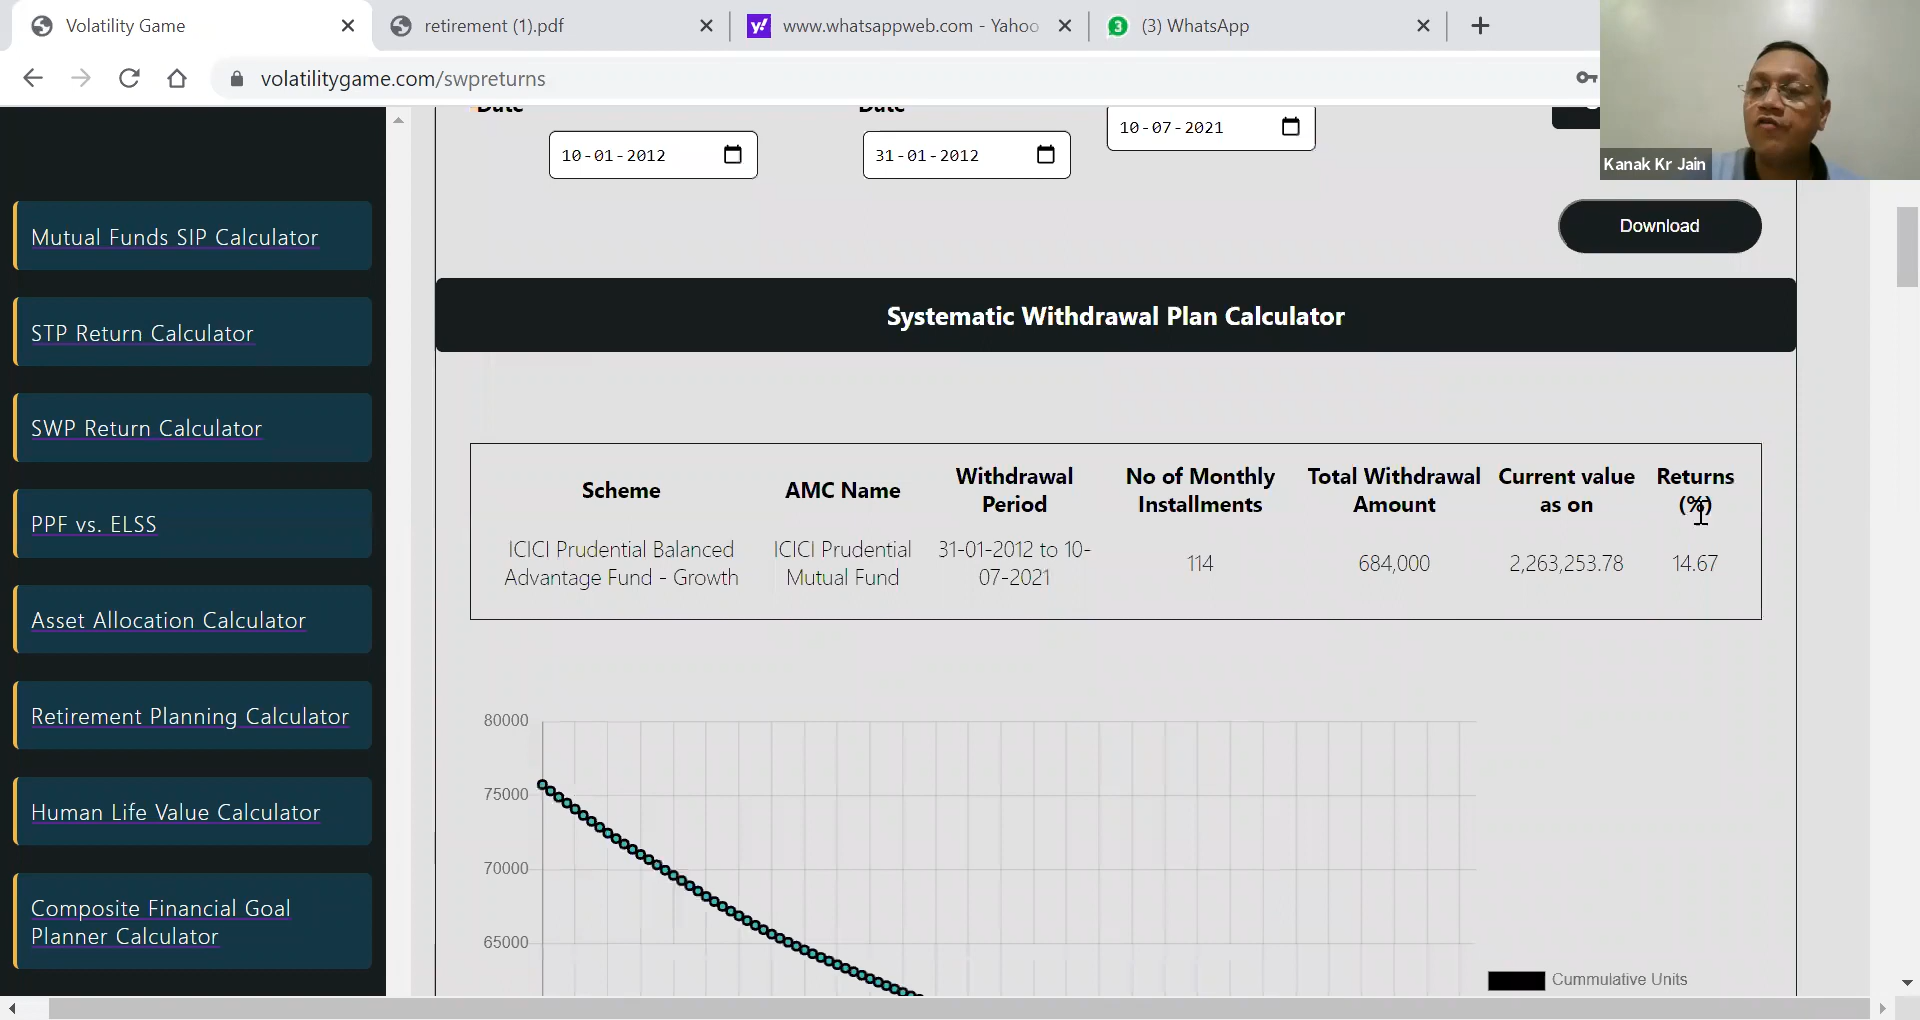 Volatility Game
retirement (1).pdf
www.whatsappweb.com - Yahoo
3
(3) WhatsApp
volatilitygame.com/swpreturns
Date
Date
10-01-2012
31-01-2012
10-07-2021
Kanak Kr Jain
Download
Mutual Funds SIP Calculator
STP Return Calculator
SWP Return Calculator
PPF vs. ELSS
Asset Allocation Calculator
Retirement Planning Calculator
Human Life Value Calculator
Composite Financial Goal
Planner Calculator
Systematic Withdrawal Plan Calculator
Scheme
AMC Name
Withdrawal
Period
No of Monthly
Installments
Total Withdrawal
Amount
Current value
as on
Returns
(%)
ICICI Prudential Balanced
Advantage Fund - Growth
ICICI Prudential
Mutual Fund
31-01-2012 to 10-
07-2021
114
684,000
2,263,253.78
14.67
80000
75000
70000
65000
Cummulative Units